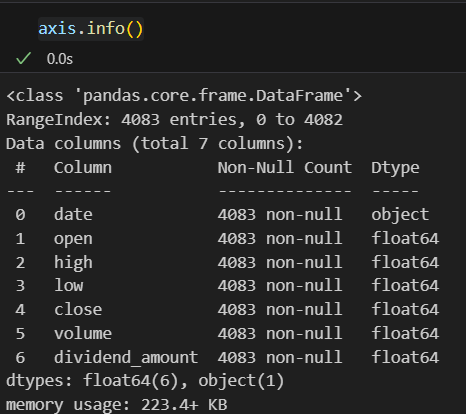 axis.info()
✓ 0.0s
<class 'pandas.core.frame.DataFrame'>
RangeIndex: 4083 entries, 0 to 4082
Data columns (total 7 columns):
 #   Column           Non-Null Count  Dtype
---  ------           --------------  -----
 0   date             4083 non-null   object
 1   open             4083 non-null   float64
 2   high             4083 non-null   float64
 3   low              4083 non-null   float64
 4   close            4083 non-null   float64
 5   volume           4083 non-null   float64
 6   dividend_amount  4083 non-null   float64
dtypes: float64(6), object(1)
memory usage: 223.4+ KB